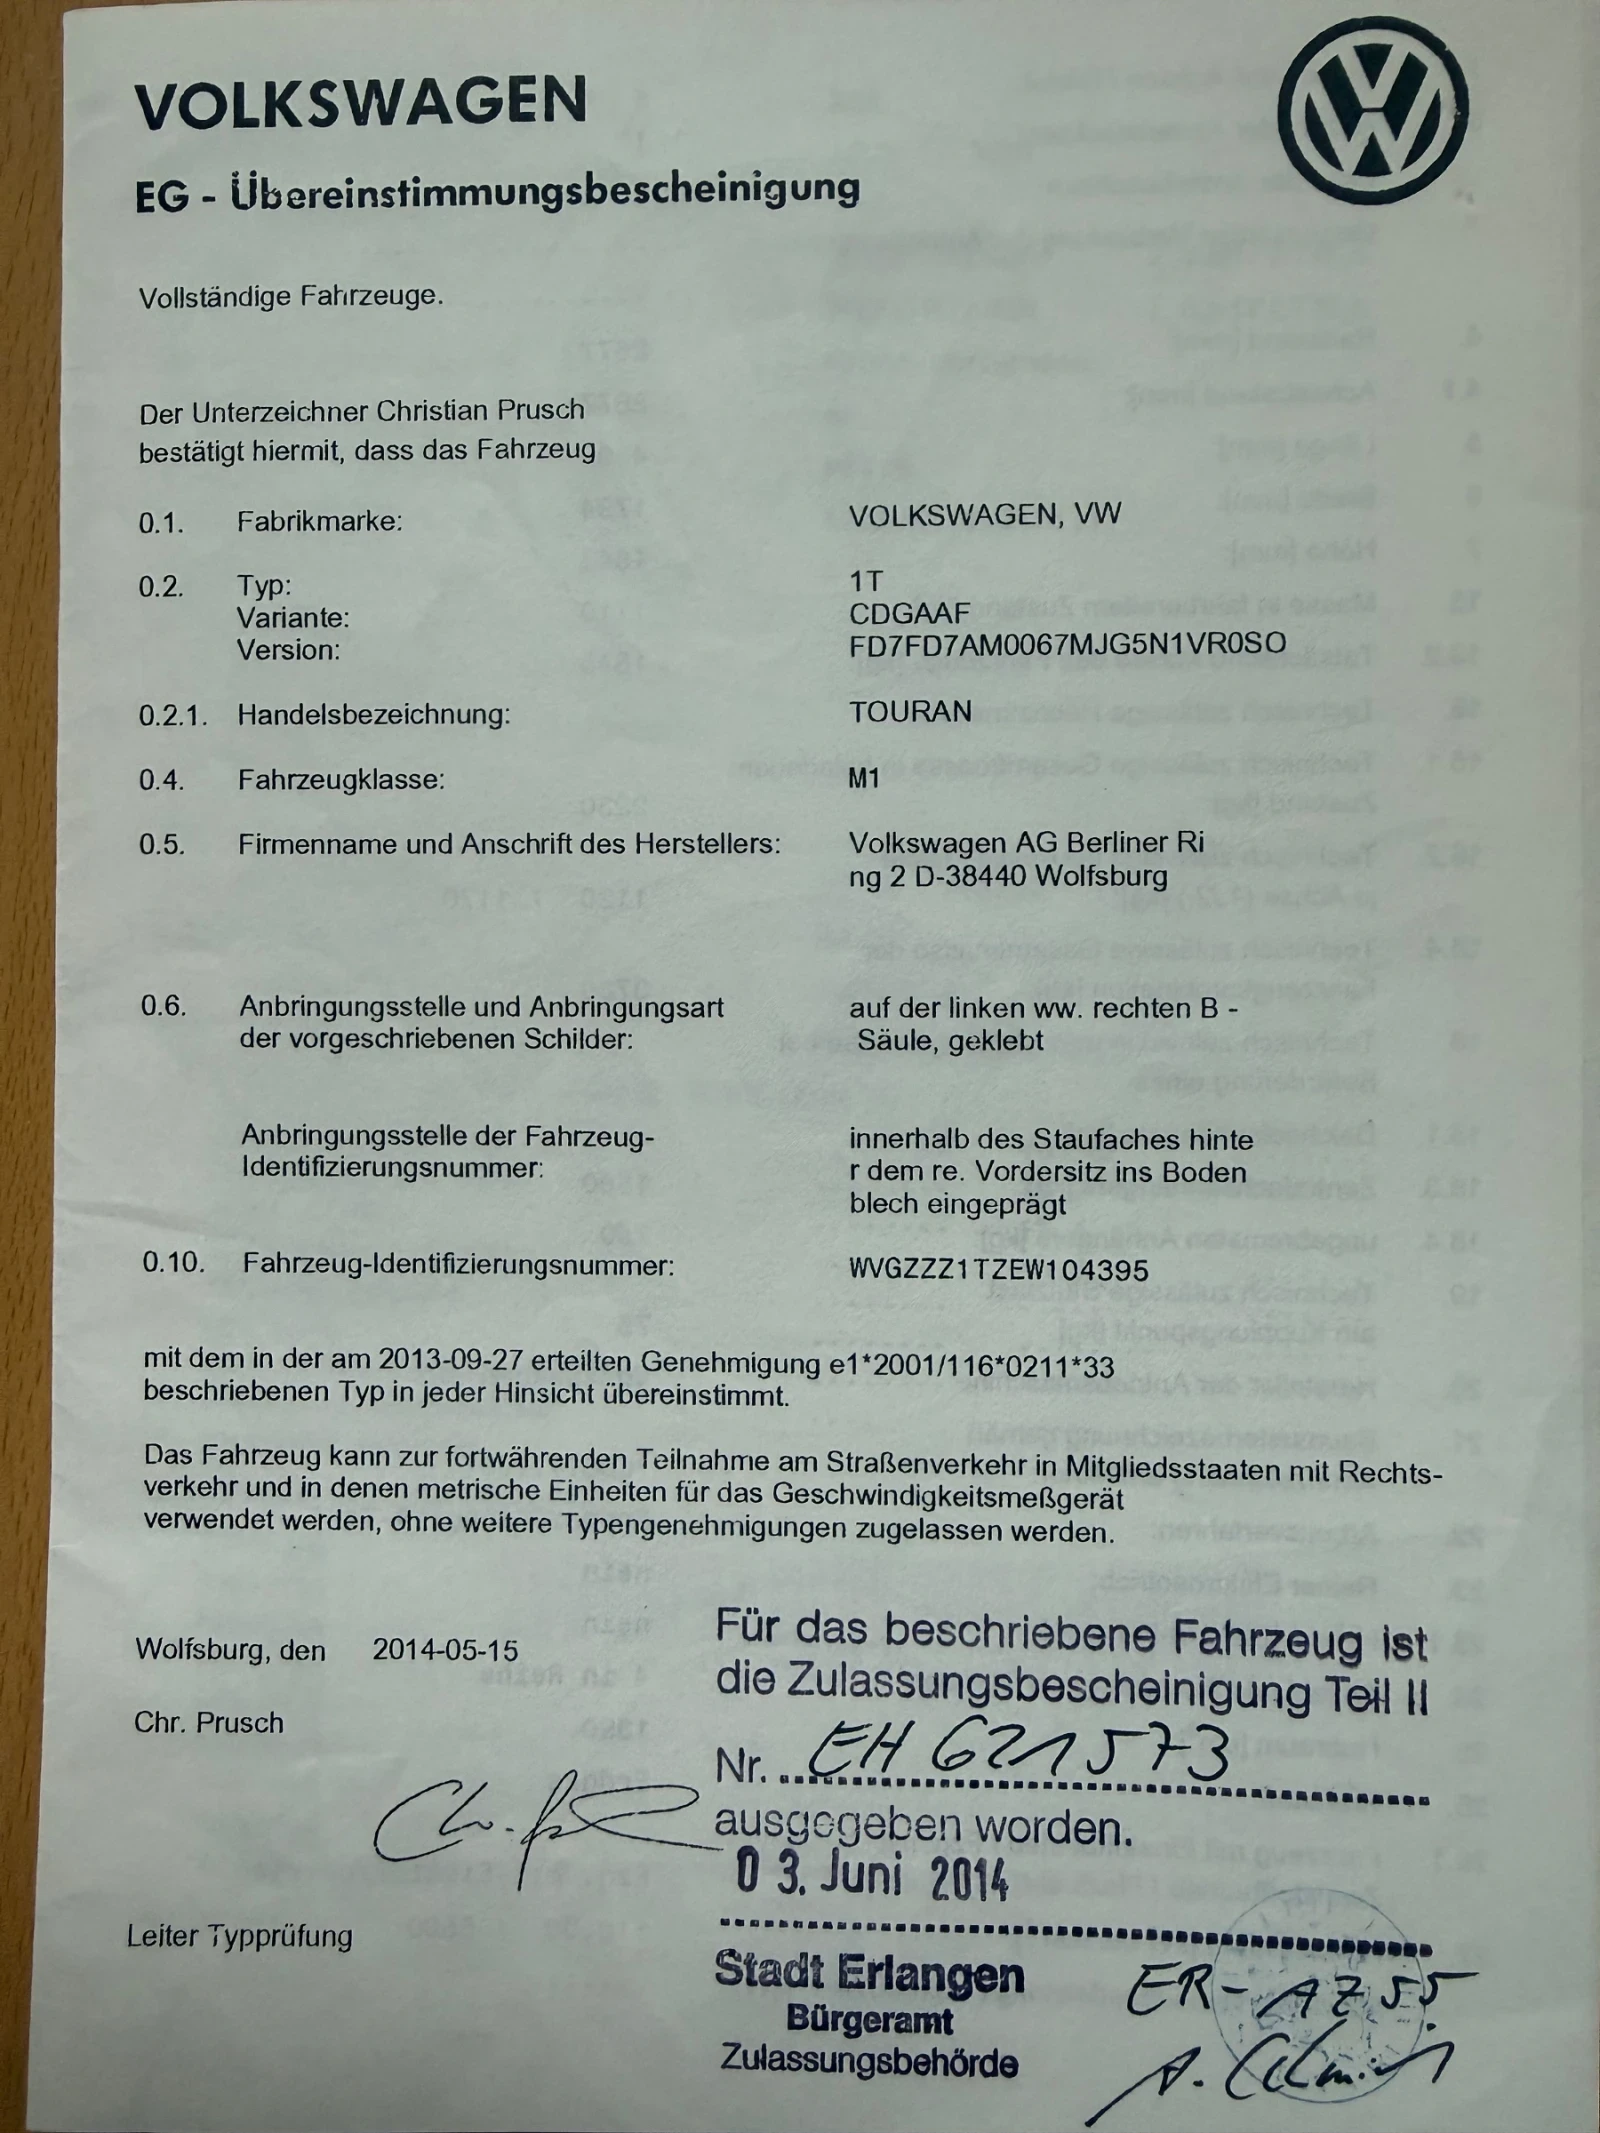 VOLKSWAGEN
EG - Übereinstimmungsbescheinigung
Vollständige Fahrzeuge.
Der Unterzeichner Christian Prusch
bestätigt hiermit, dass das Fahrzeug
0.1. Fabrikmarke: VOLKSWAGEN, VW
0.2. Typ: 1T
Variante: CDGAAF
Version: FD7FD7AM0067MJG5N1VR0SO
0.2.1. Handelsbezeichnung: TOURAN
0.4. Fahrzeugklasse: M1
0.5. Firmenname und Anschrift des Herstellers: Volkswagen AG Berliner Ri
ng 2 D-38440 Wolfsburg
0.6. Anbringungsstelle und Anbringungsart auf der linken ww. rechten B -
der vorgeschriebenen Schilder: Säule, geklebt
Anbringungsstelle der Fahrzeug- innerhalb des Staufaches hinte
Identifizierungsnummer: r dem re. Vordersitz ins Boden
blech eingeprägt
0.10. Fahrzeug-Identifizierungsnummer: WVGZZZ1TZEW104395
mit dem in der am 2013-09-27 erteilten Genehmigung e1*2001/116*0211*33
beschriebenen Typ in jeder Hinsicht übereinstimmt.
Das Fahrzeug kann zur fortwährenden Teilnahme am Straßenverkehr in Mitgliedsstaaten mit Rechts-
verkehr und in denen metrische Einheiten für das Geschwindigkeitsmeßgerät
verwendet werden, ohne weitere Typengenehmigungen zugelassen werden.
Wolfsburg, den 2014-05-15
Chr. Prusch
Leiter Typprüfung
Für das beschriebene Fahrzeug ist
die Zulassungsbescheinigung Teil II
Nr. EH 621573
ausgegeben worden.
03. Juni 2014
Stadt Erlangen
Bürgeramt
Zulassungsbehörde
ER-AZ 55